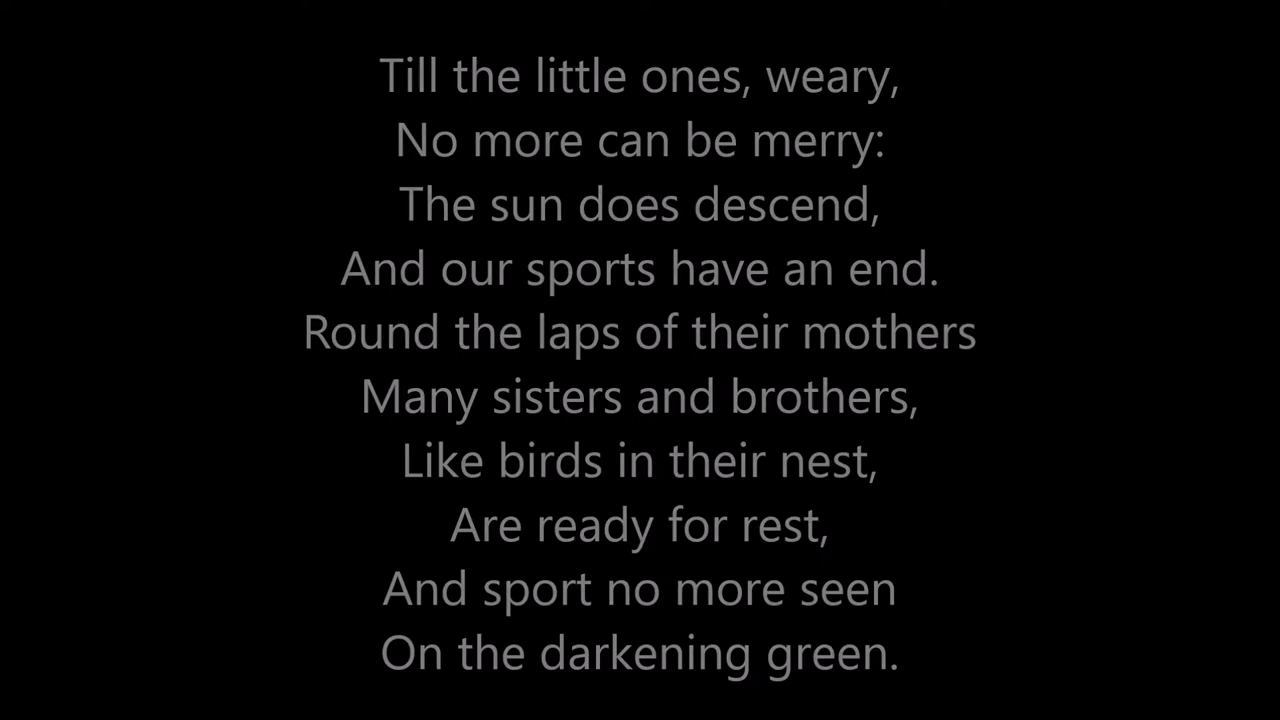 Till the little ones, weary,
No more can be merry:
The sun does descend,
And our sports have an end.
Round the laps of their mothers
Many sisters and brothers,
Like birds in their nest,
Are ready for rest,
And sport no more seen
On the darkening green.